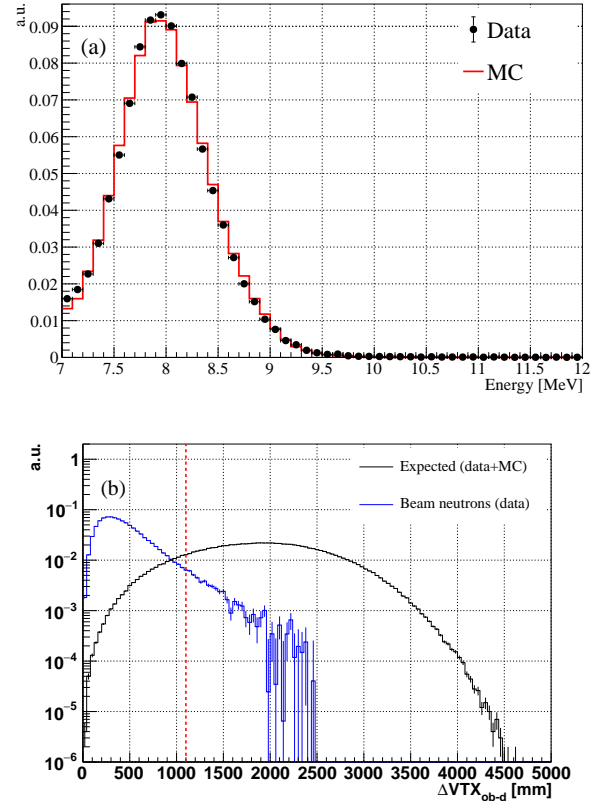 a.u.
(a)
Data
MC
0.09
0.08
0.07
0.06
0.05
0.04
0.03
0.02
0.01
0
7 7.5 8 8.5 9 9.5 10 10.5 11 11.5 12
Energy [MeV]
a.u.
(b)
Expected (data+MC)
Beam neutrons (data)
1
10⁻¹
10⁻²
10⁻³
10⁻⁴
10⁻⁵
10⁻⁶
0 500 1000 1500 2000 2500 3000 3500 4000 4500 5000
ΔVTX_ob-d [mm]